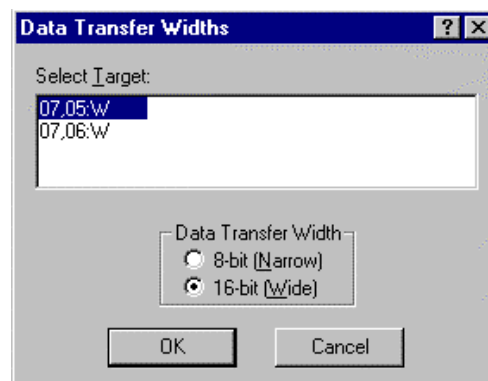 Data Transfer Widths
Select Target:
07,05:W
07,06:W
Data Transfer Width
8-bit (Narrow)
16-bit (Wide)
OK Cancel